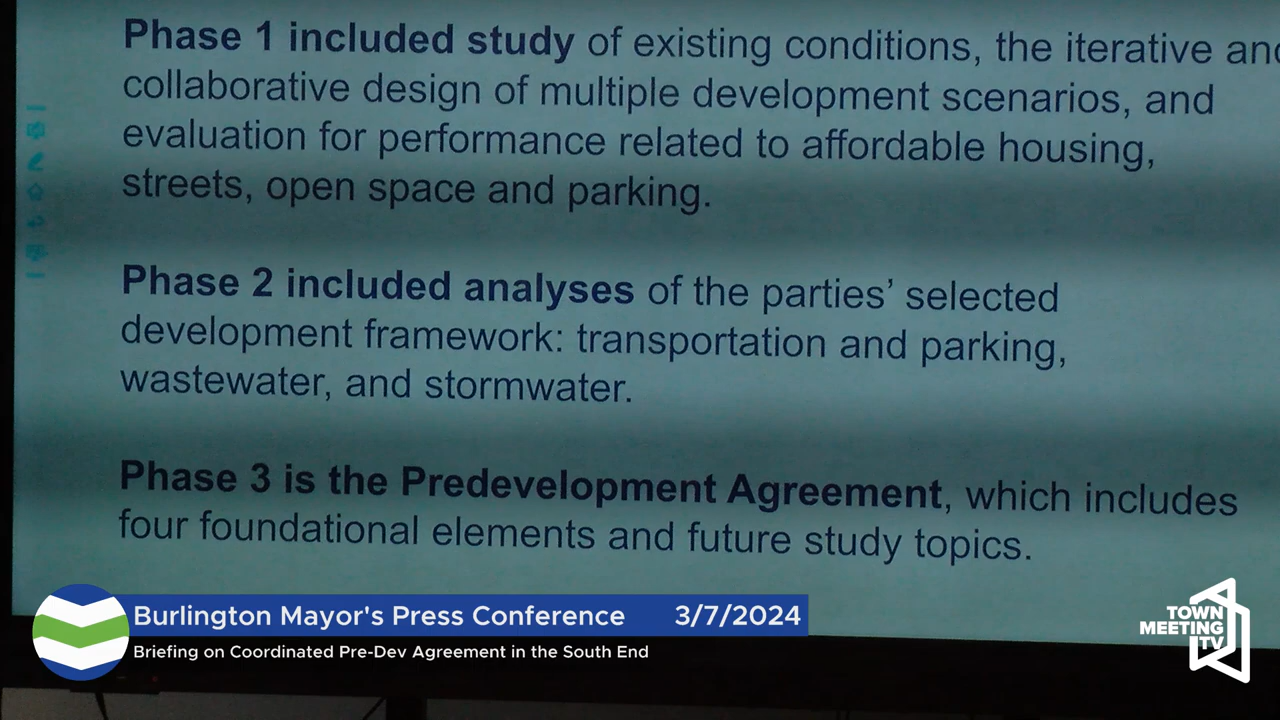 Phase 1 included study of existing conditions, the iterative and
collaborative design of multiple development scenarios, and
evaluation for performance related to affordable housing,
streets, open space and parking.
Phase 2 included analyses of the parties’ selected
development framework: transportation and parking,
wastewater, and stormwater.
Phase 3 is the Predevelopment Agreement, which includes
four foundational elements and future study topics.
Burlington Mayor's Press Conference 3/7/2024
Briefing on Coordinated Pre-Dev Agreement in the South End
TOWN
MEETING
TV